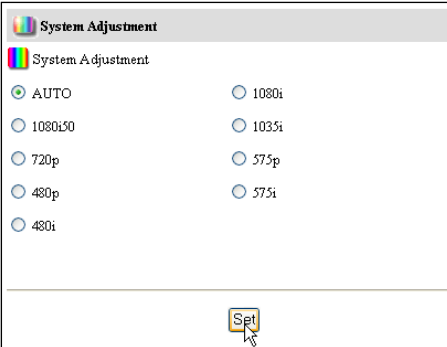 System Adjustment
System Adjustment
AUTO 1080i
1080i50 1035i
720p 575p
480p 575i
480i
Set